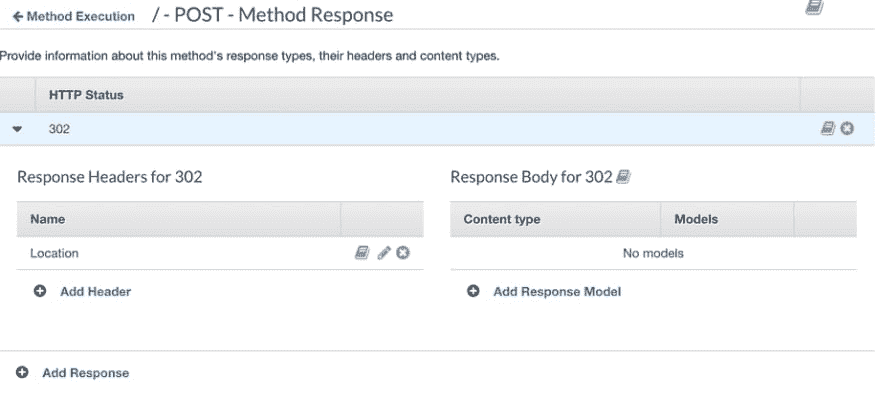 Method Execution / - POST - Method Response
Provide information about this method's response types, their headers and content types.
HTTP Status
302
Response Headers for 302
Response Body for 302
Name
Content type Models
Location
No models
Add Header
Add Response Model
Add Response